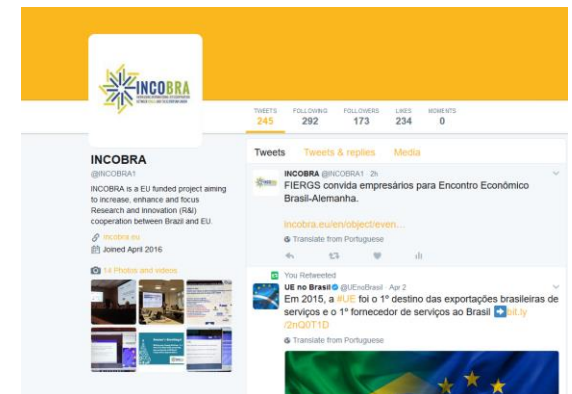 INCOBRA
TWEETS FOLLOWING FOLLOWERS LIKES MOMENTS
245 292 173 234 0
INCOBRA
@INCOBRA1
INCOBRA is a EU funded project aiming
to increase, enhance and focus
Research and innovation (R&I)
cooperation between Brazil and EU.
incobra.eu
Joined April 2016
14 Photos and videos
Tweets Tweets & replies Media
INCOBRA @INCOBRA1 · 2h
FIERGS convida empresários para Encontro Econômico
Brasil-Alemanha.
incobra.eu/en/object/even…
Translate from Portuguese
You Retweeted
UE no Brasil @UEnoBrasil · Apr 2
Em 2015, a #UE foi o 1º destino das exportações brasileiras de
serviços e o 1º fornecedor de serviços ao Brasil bit.ly
/2nQ0T1D
Translate from Portuguese